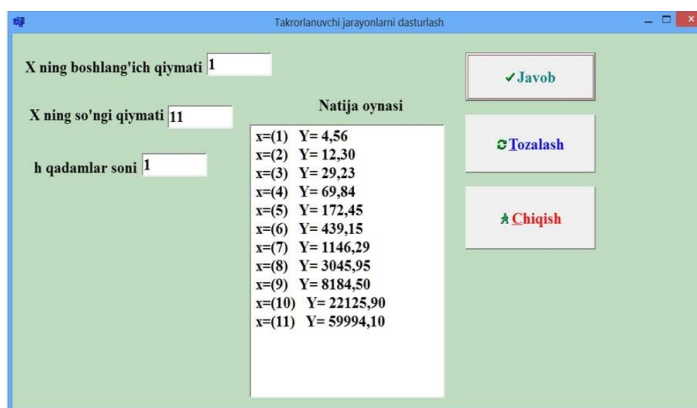 Takrorlanuvchi jarayonlarni dasturlash
X ning boshlang'ich qiymati 1
X ning so'ngi qiymati 11
h qadamlar soni 1
Natija oynasi
x=(1) Y= 4,56
x=(2) Y= 12,30
x=(3) Y= 29,23
x=(4) Y= 69,84
x=(5) Y= 172,45
x=(6) Y= 439,15
x=(7) Y= 1146,29
x=(8) Y= 3045,95
x=(9) Y= 8184,50
x=(10) Y= 22125,90
x=(11) Y= 59994,10
Javob
Tozalash
Chiqish